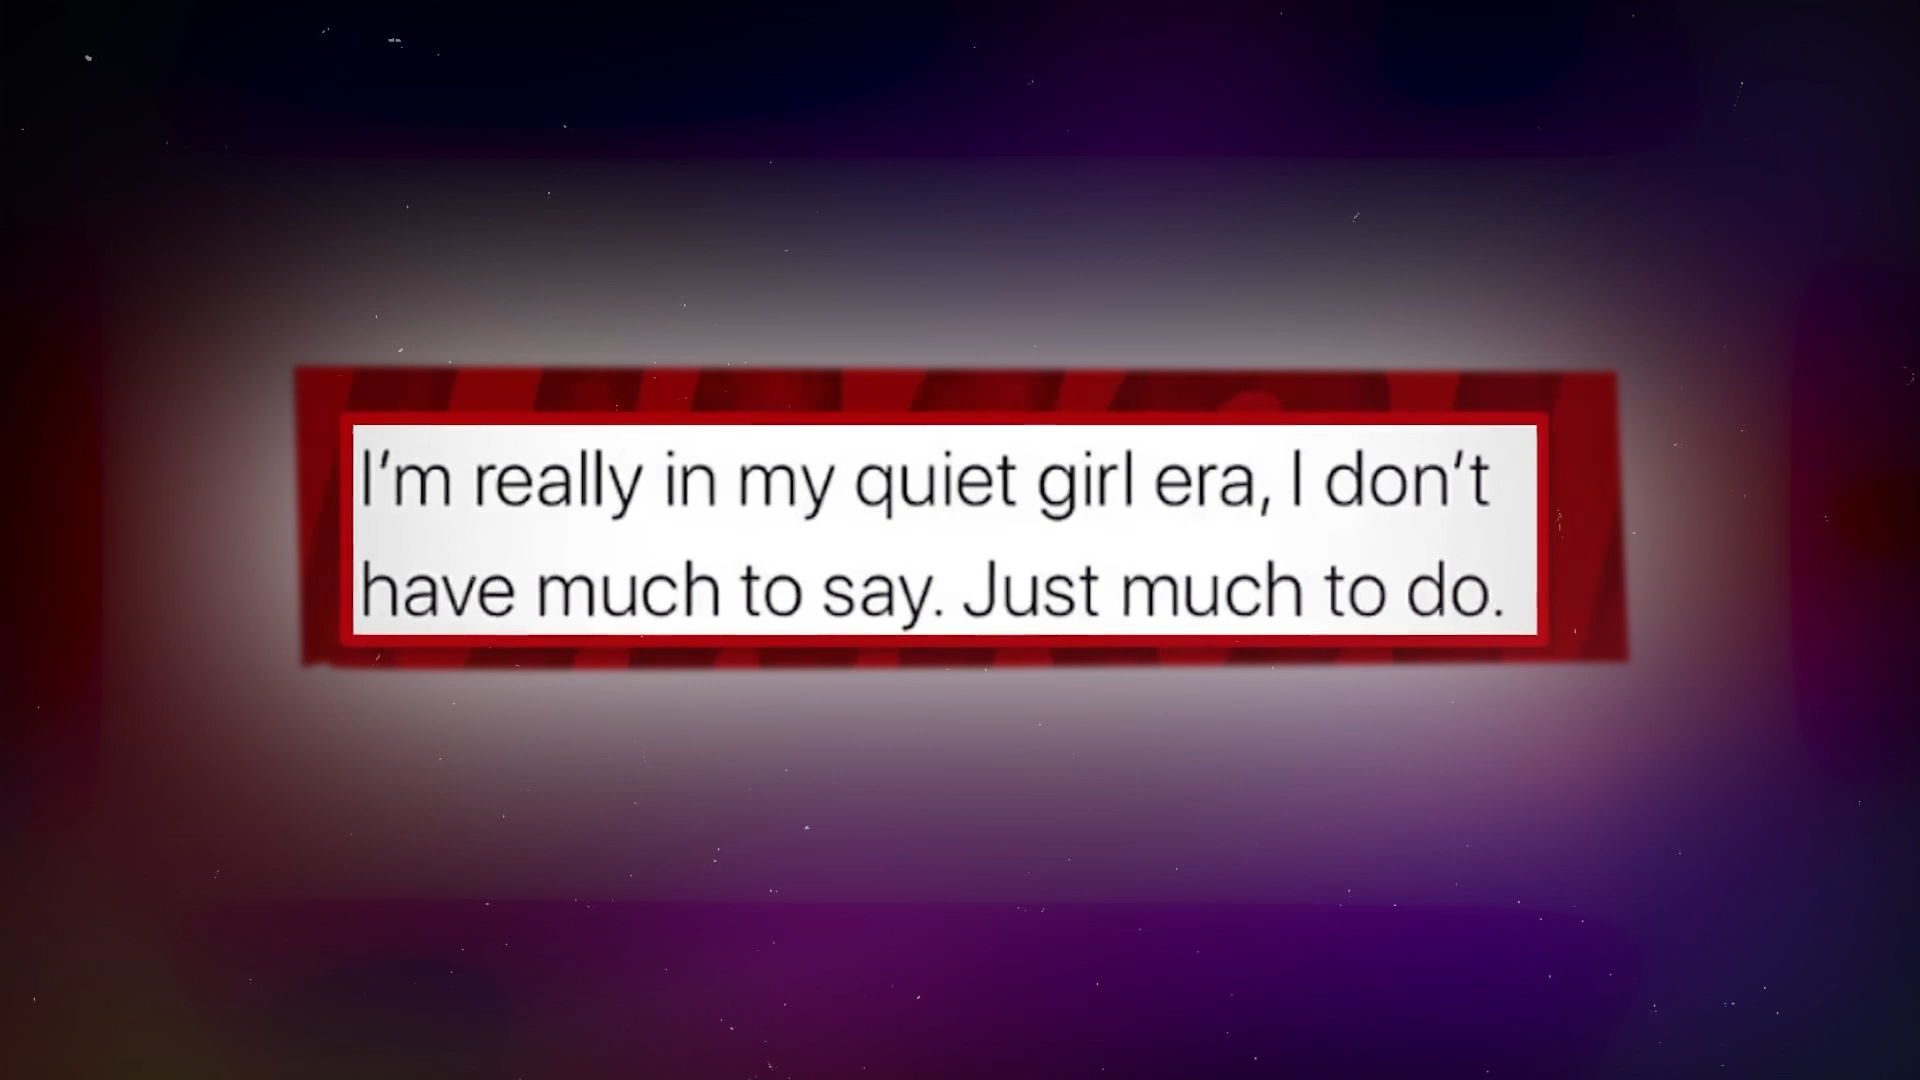 I’m really in my quiet girl era, I don’t
have much to say. Just much to do.